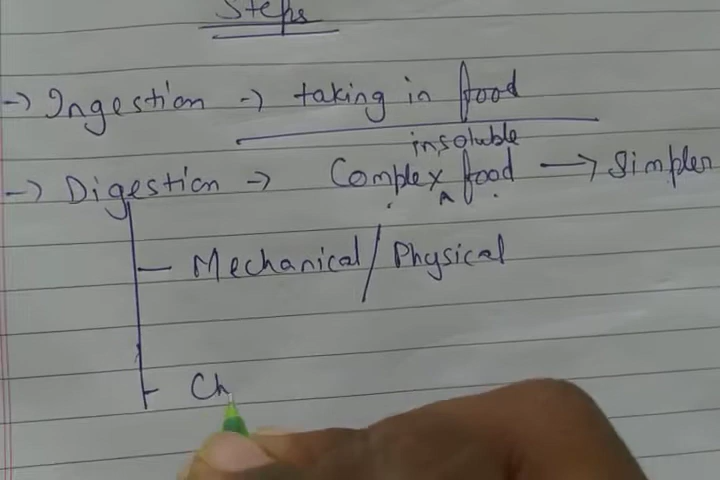 Steps
-> Ingestion -> taking in food
insoluble
-> Digestion -> Complex ^ food -> Simpler
- Mechanical/Physical
- Ch